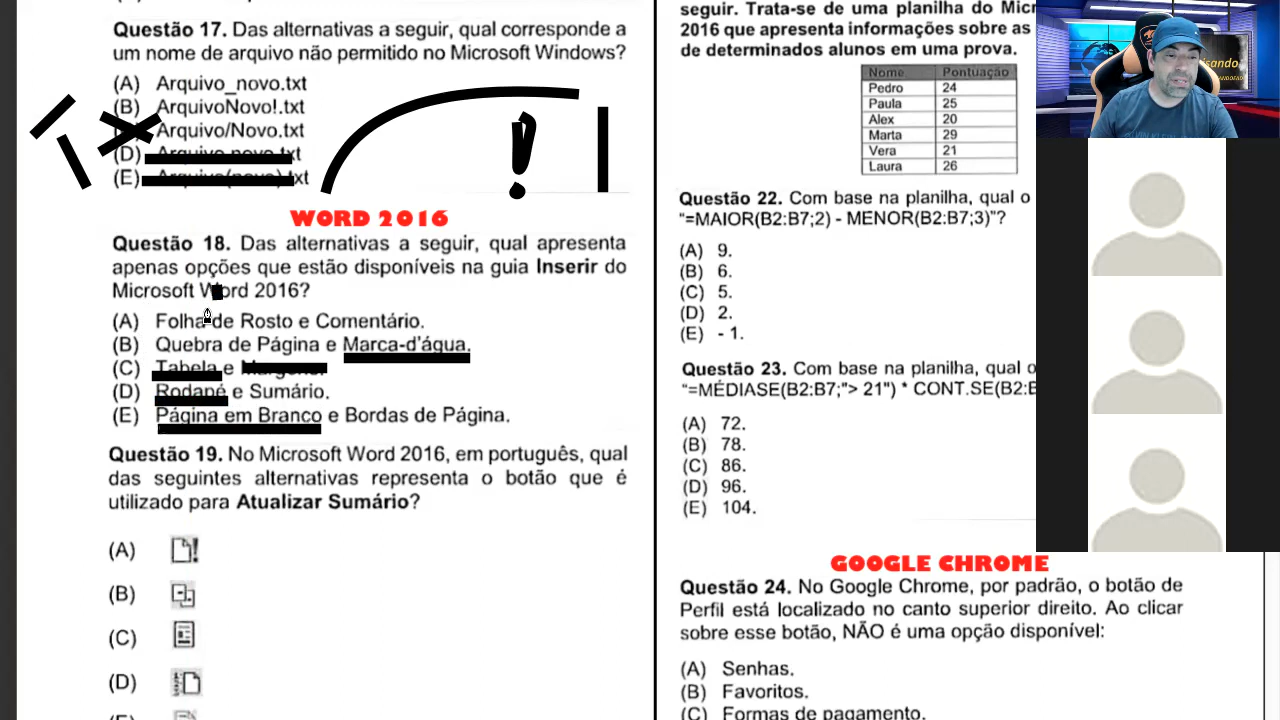 Questão 17. Das alternativas a seguir, qual corresponde a
um nome de arquivo não permitido no Microsoft Windows?
(A) Arquivo_novo.txt
(B) ArquivoNovo!.txt
Arquivo/Novo.txt
(D)
(E)
WORD 2016
Questão 18. Das alternativas a seguir, qual apresenta
apenas opções que estão disponíveis na guia Inserir do
Microsoft Word 2016?
(A) Folha de Rosto e Comentário.
(B) Quebra de Página e Marca-d'água.
(C) Tabela e
(D) Rodapé e Sumário.
(E) Página em Branco e Bordas de Página.
Questão 19. No Microsoft Word 2016, em português, qual
das seguintes alternativas representa o botão que é
utilizado para Atualizar Sumário?
(A)
(B)
(C)
(D)
seguir. Trata-se de uma planilha do
2016 que apresenta informações sobre as
de determinados alunos em uma prova.
Nome Pontuação
Pedro 24
Paula 25
Alex 20
Marta 29
Vera 21
Laura 26
Questão 22. Com base na planilha, qual o
"=MAIOR(B2:B7;2) - MENOR(B2:B7;3)"?
(A) 9.
(B) 6.
(C) 5.
(D) 2.
(E) - 1.
Questão 23. Com base na planilha, qual o
"=MÉDIASE(B2:B7;"> 21") * CONT.SE(B2:B
(A) 72.
(B) 78.
(C) 86.
(D) 96.
(E) 104.
GOOGLE CHROME
Questão 24. No Google Chrome, por padrão, o botão de
Perfil está localizado no canto superior direito. Ao clicar
sobre esse botão, NÃO é uma opção disponível:
(A) Senhas.
(B) Favoritos.
(C) Formas de pagamento.